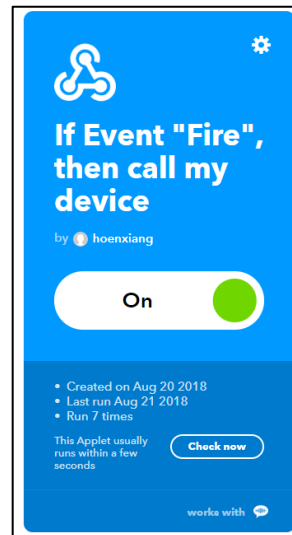 If Event "Fire",
then call my
device
by hoenxiang
On
• Created on Aug 20 2018
• Last run Aug 21 2018
• Run 7 times
This Applet usually
runs within a few
seconds
Check now
works with